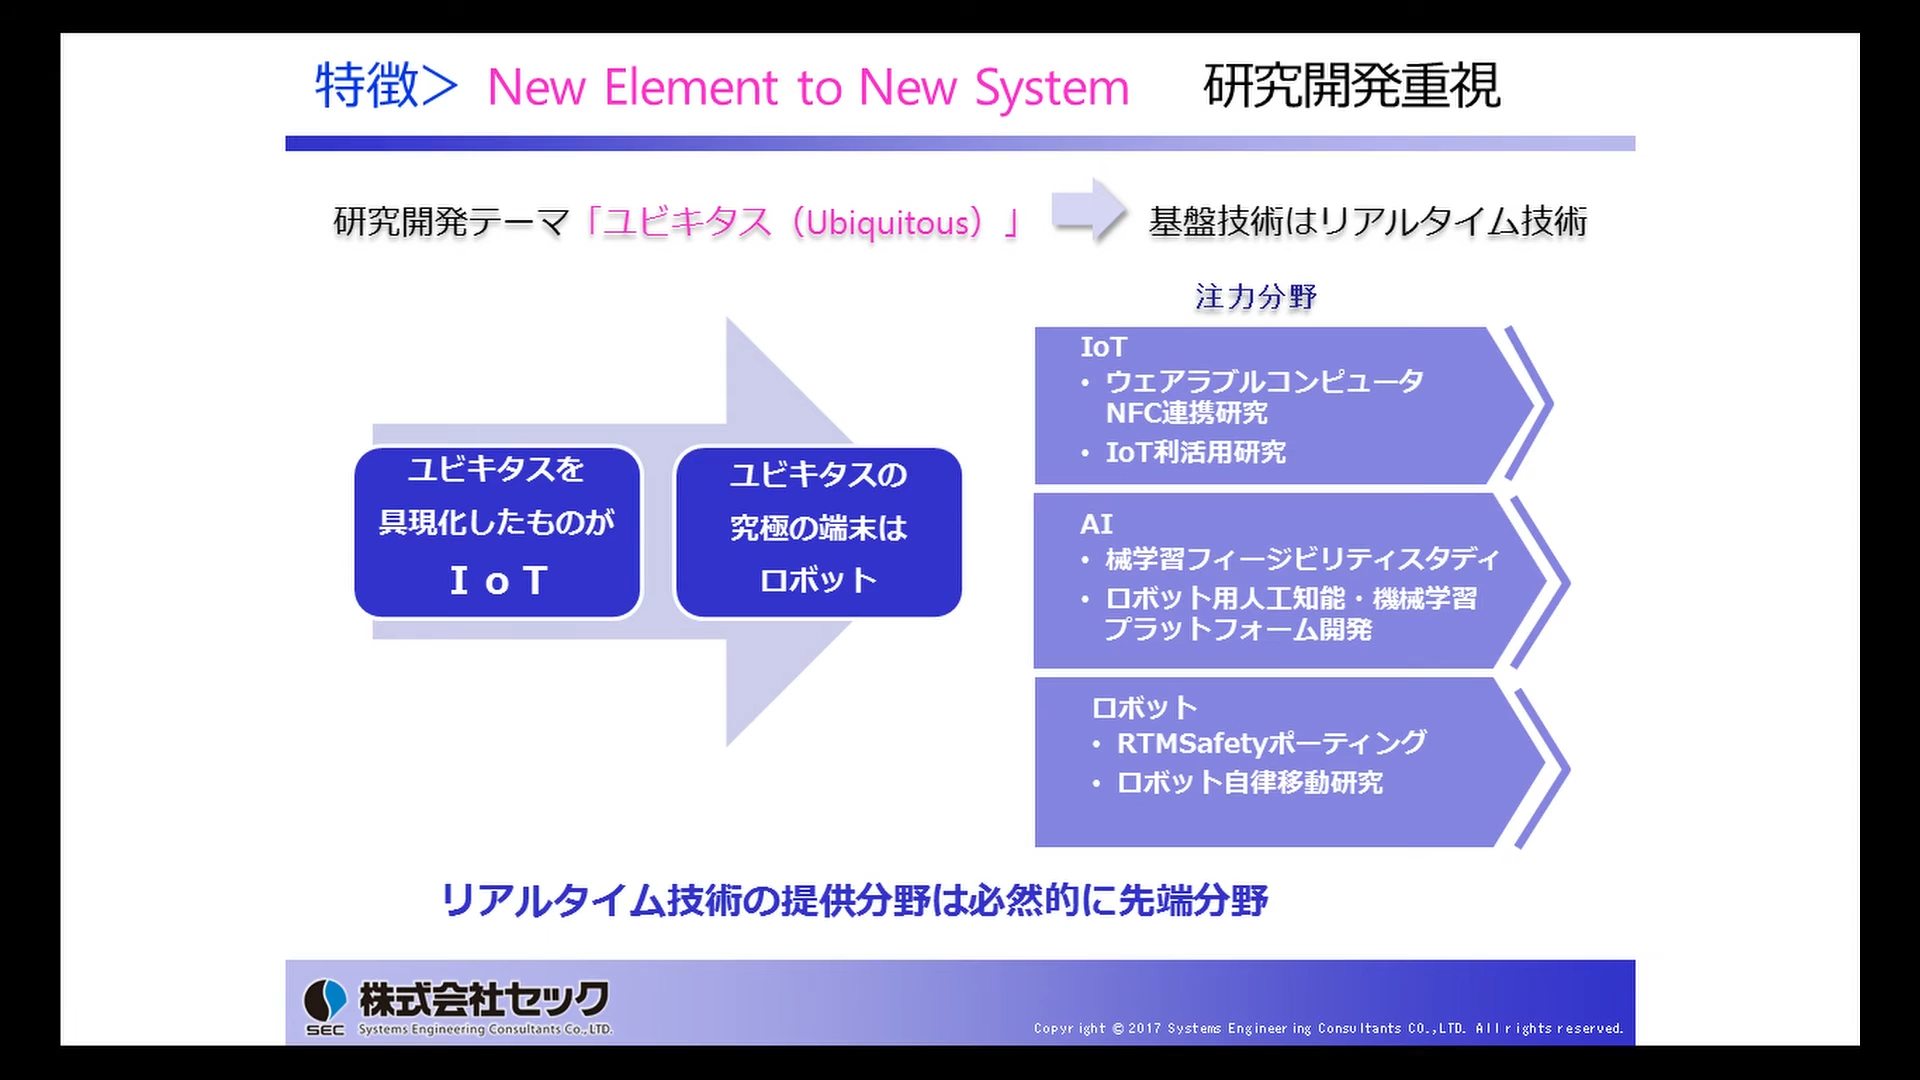 特徴＞ New Element to New System 研究開発重視
研究開発テーマ「ユビキタス（Ubiquitous）」
基盤技術はリアルタイム技術
ユビキタスを
具現化したものが
ＩｏＴ
ユビキタスの
究極の端末は
ロボット
注力分野
IoT
• ウェアラブルコンピュータ
NFC連携研究
• IoT利活用研究
AI
• 械学習フィージビリティスタディ
• ロボット用人工知能・機械学習
プラットフォーム開発
ロボット
• RTMSafetyポーティング
• ロボット自律移動研究
リアルタイム技術の提供分野は必然的に先端分野
SEC
株式会社セック
Systems Engineering Consultants Co.,LTD.
Copyright © 2017 Systems Engineering Consultants CO.,LTD. All rights reserved.